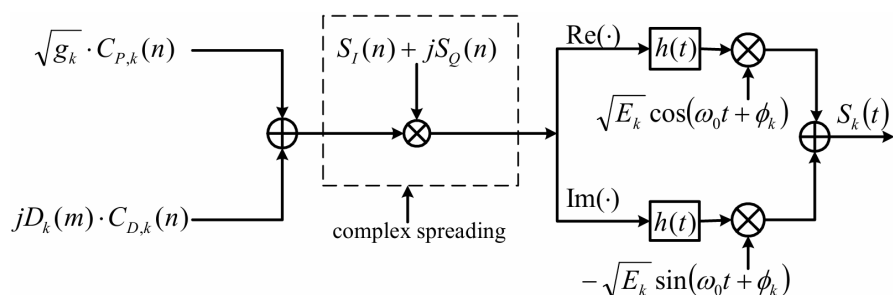 √g_k · C_{P,k}(n)
S_I(n) + jS_Q(n)
Re(·)
h(t)
√E_k cos(ω_0 t + ϕ_k)
S_k(t)
jD_k(m) · C_{D,k}(n)
complex spreading
Im(·)
h(t)
−√E_k sin(ω_0 t + ϕ_k)